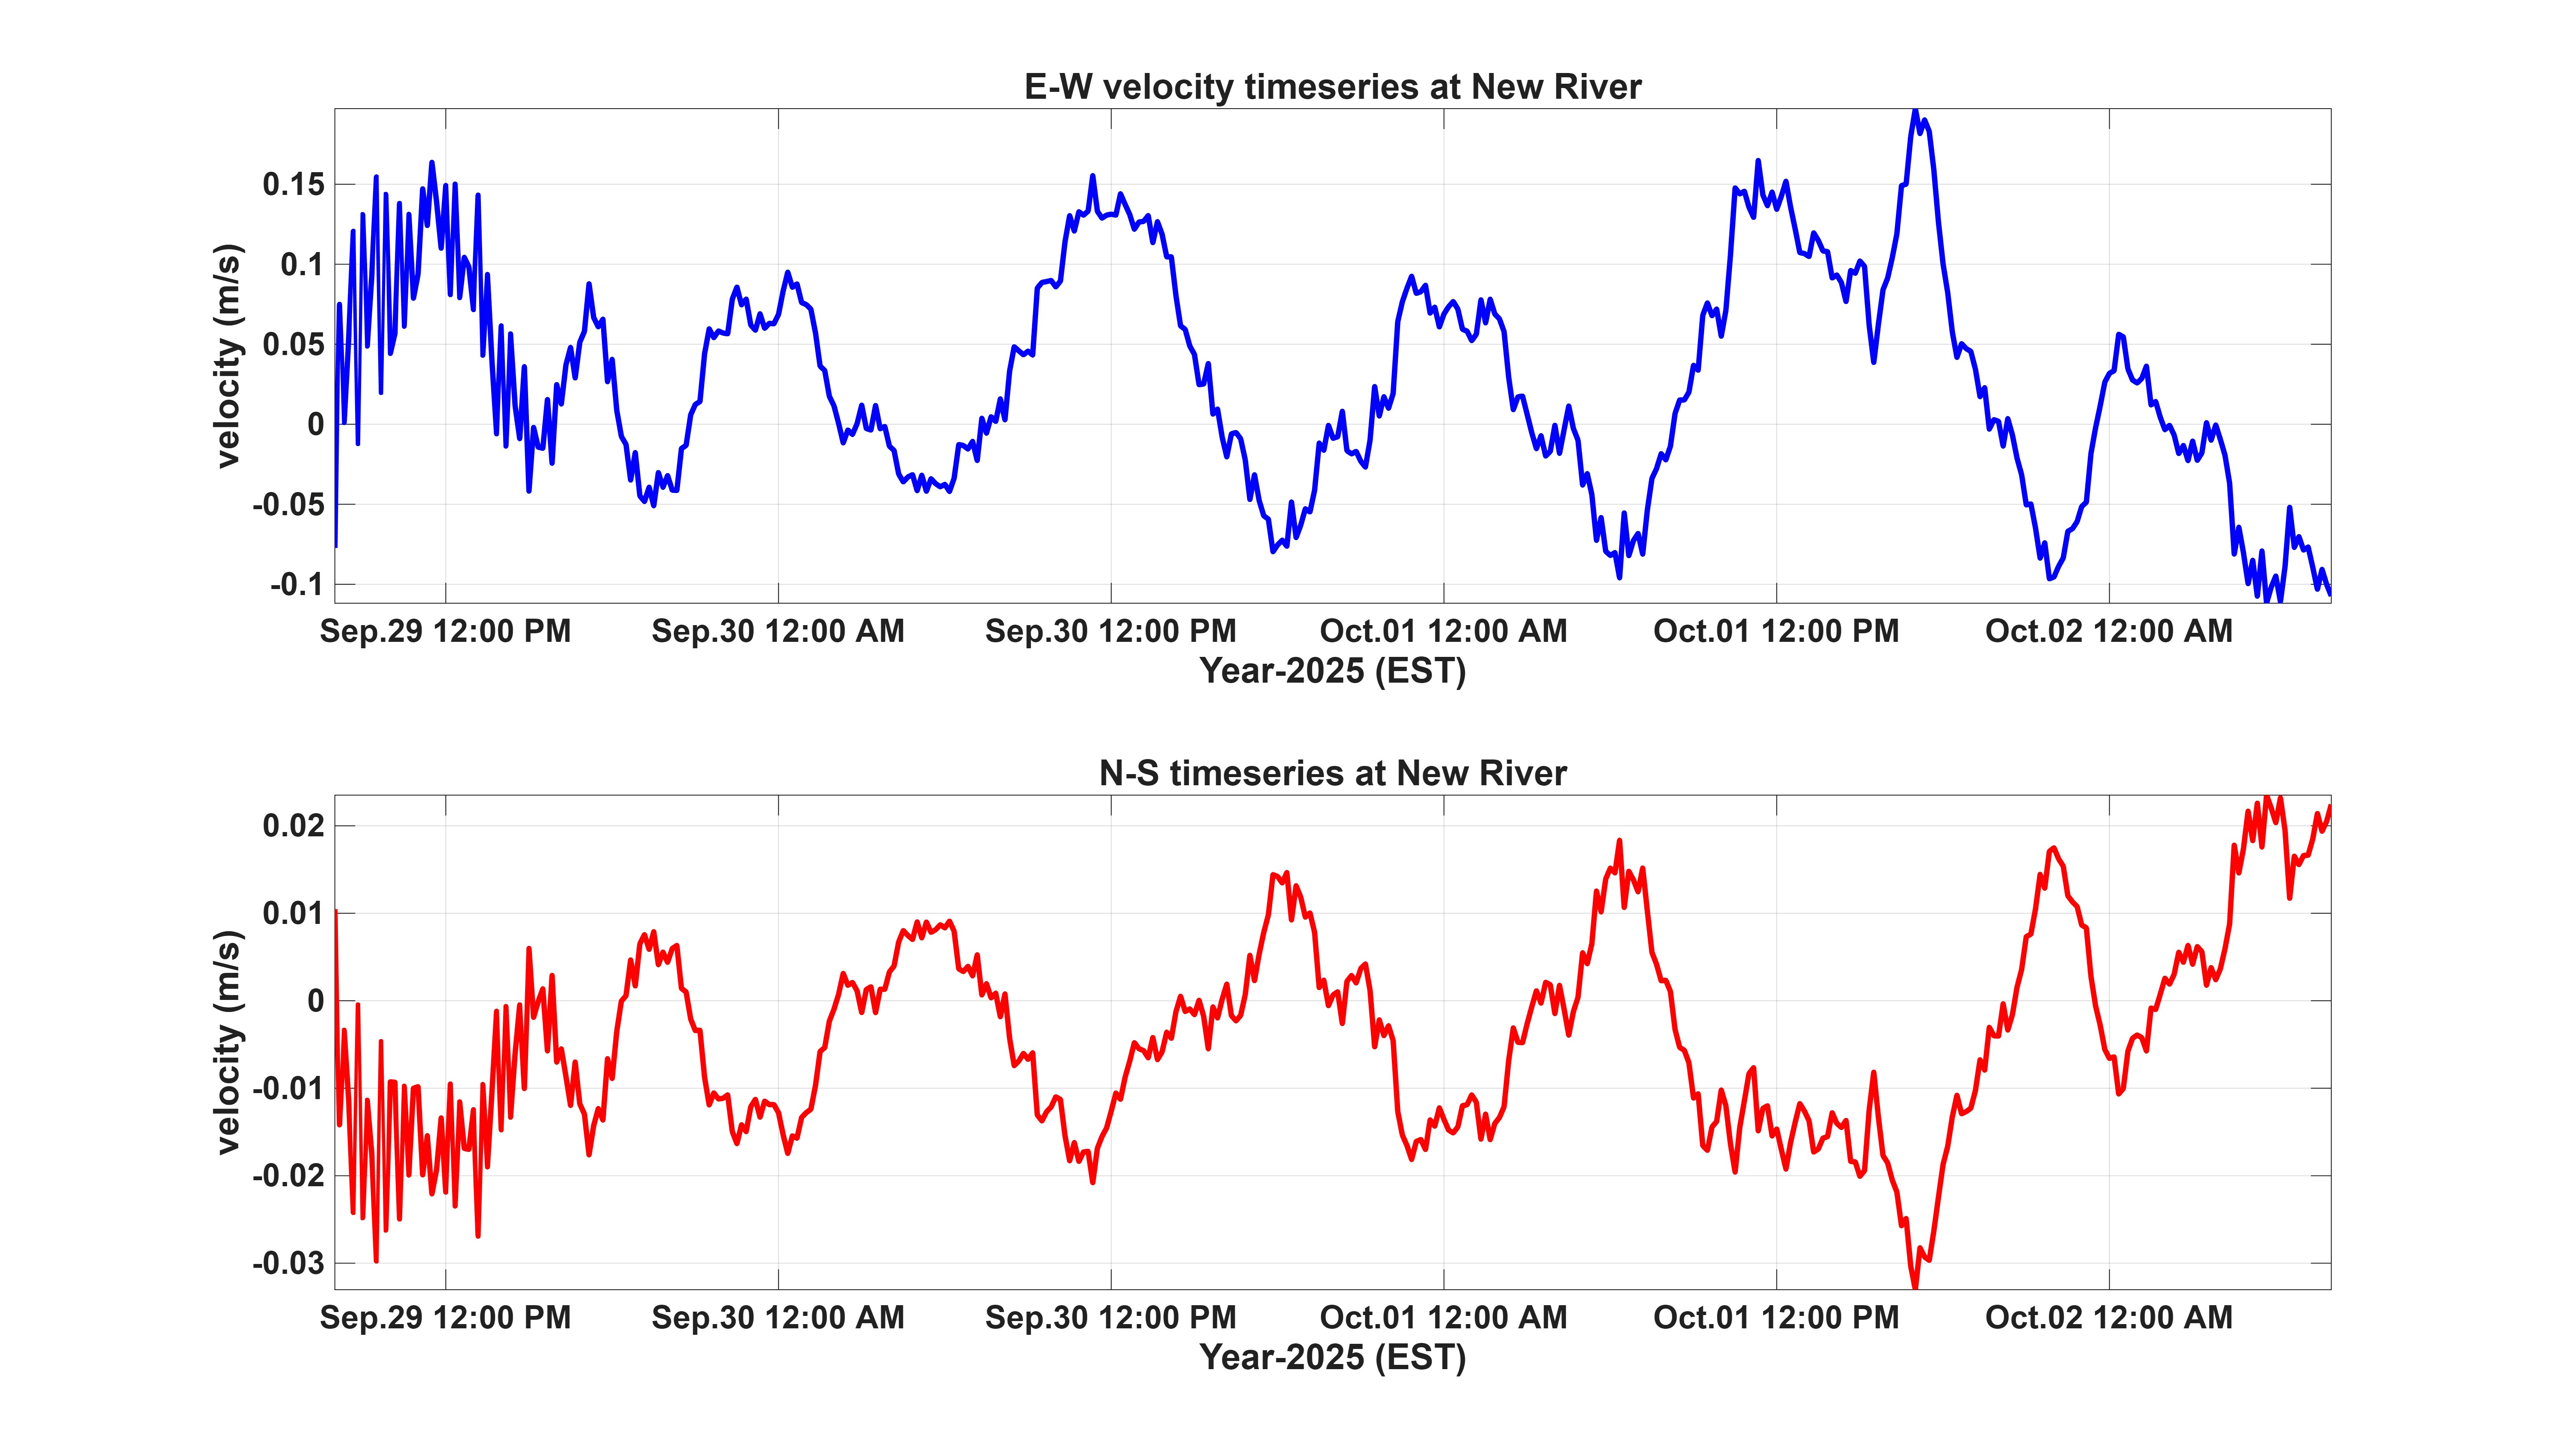 E-W velocity timeseries at New River
velocity (m/s)
0.15
0.1
0.05
0
-0.05
-0.1
Sep.29 12:00 PM Sep.30 12:00 AM Sep.30 12:00 PM Oct.01 12:00 AM Oct.01 12:00 PM Oct.02 12:00 AM
Year-2025 (EST)
N-S timeseries at New River
velocity (m/s)
0.02
0.01
0
-0.01
-0.02
-0.03
Sep.29 12:00 PM Sep.30 12:00 AM Sep.30 12:00 PM Oct.01 12:00 AM Oct.01 12:00 PM Oct.02 12:00 AM
Year-2025 (EST)